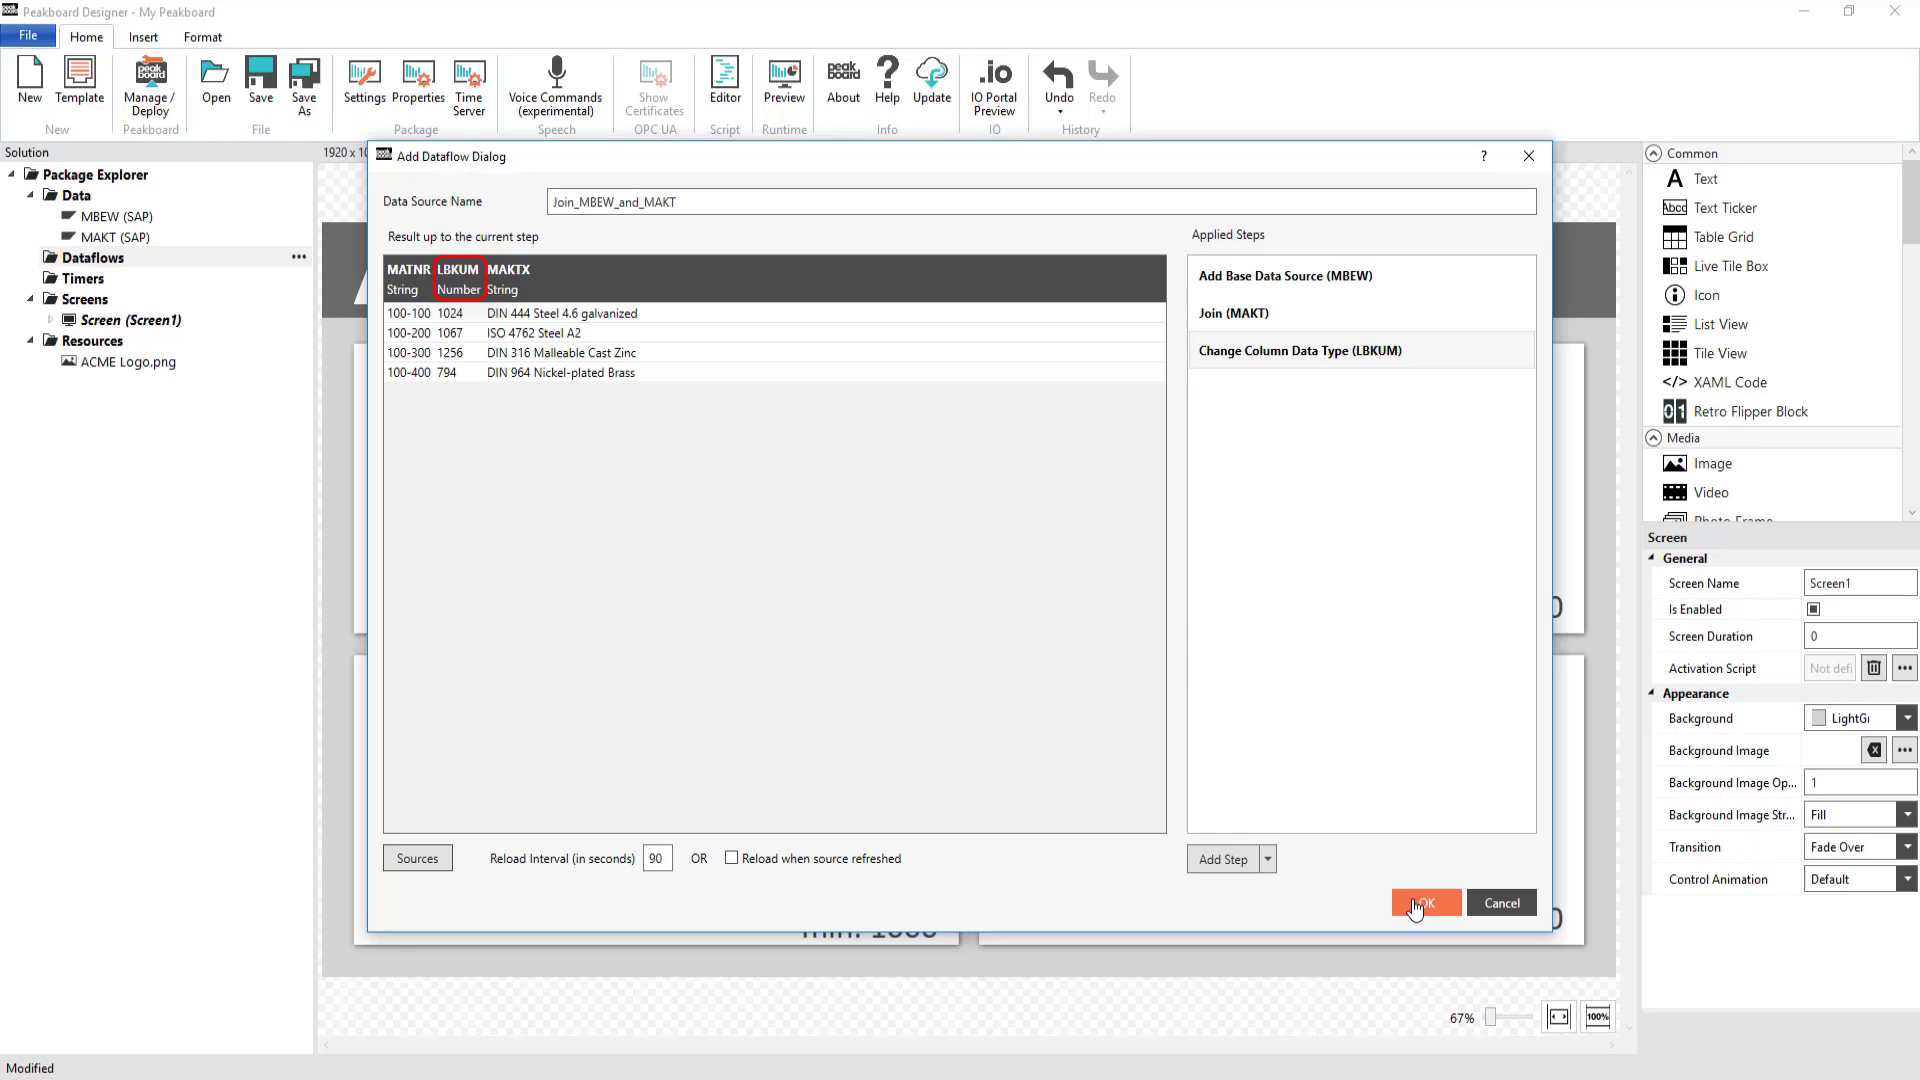 Peakboard Designer - My Peakboard
File Home Insert Format
New Template Manage / Deploy Open Save Save As Settings Properties Time Server Voice Commands (experimental) Show Certificates Editor Preview About Help Update .io IO Portal Preview Undo Redo
New Peakboard File Package Speech OPC UA Script Runtime Info IO History
Solution
Package Explorer
Data
MBEW (SAP)
MAKT (SAP)
Dataflows
Timers
Screens
Screen (Screen1)
Resources
ACME Logo.png
Modified
Add Dataflow Dialog
Data Source Name Join_MBEW_and_MAKT
Result up to the current step
MATNR LBKUM MAKTX
String Number String
100-100 1024 DIN 444 Steel 4.6 galvanized
100-200 1067 ISO 4762 Steel A2
100-300 1256 DIN 316 Malleable Cast Zinc
100-400 794 DIN 964 Nickel-plated Brass
Applied Steps
Add Base Data Source (MBEW)
Join (MAKT)
Change Column Data Type (LBKUM)
Sources Reload Interval (in seconds) 90 OR Reload when source refreshed
Add Step
OK Cancel
67% 100%
Common
A Text
Abcd Text Ticker
Table Grid
Live Tile Box
Icon
List View
Tile View
</> XAML Code
01 Retro Flipper Block
Media
Image
Video
Photo Frame
Screen
General
Screen Name Screen1
Is Enabled
Screen Duration 0
Activation Script Not defi
Appearance
Background LightGr
Background Image
Background Image Op... 1
Background Image Str... Fill
Transition Fade Over
Control Animation Default